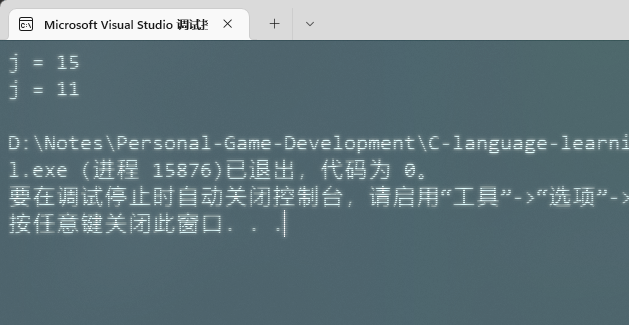 Microsoft Visual Studio 调试
j = 15
j = 11
D:\Notes\Personal-Game-Development\C-language-learni
l.exe (进程 15876)已退出，代码为 0。
要在调试停止时自动关闭控制台，请启用“工具”->“选项”->
按任意键关闭此窗口. . .